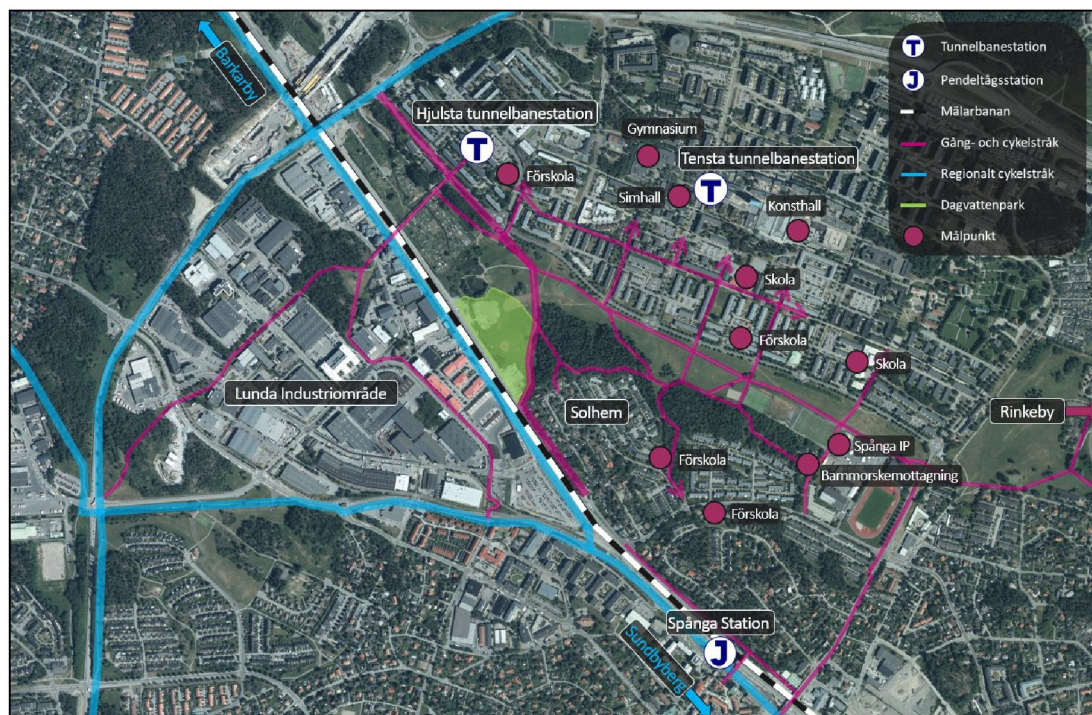 Barkarby
Hjulsta tunnelbanestation
T
Förskola
Gymnasium
Tensta tunnelbanestation
T
Simhall
Konsthall
Skola
Förskola
Skola
Lunda Industriområde
Solhem
Rinkeby
Spånga IP
Barnmorskemottagning
Förskola
Förskola
Spånga Station
J
Sundbyberg
T Tunnelbanestation
J Pendeltågsstation
Mälarbanan
Gång- och cykelstråk
Regionalt cykelstråk
Dagvattenpark
Målpunkt